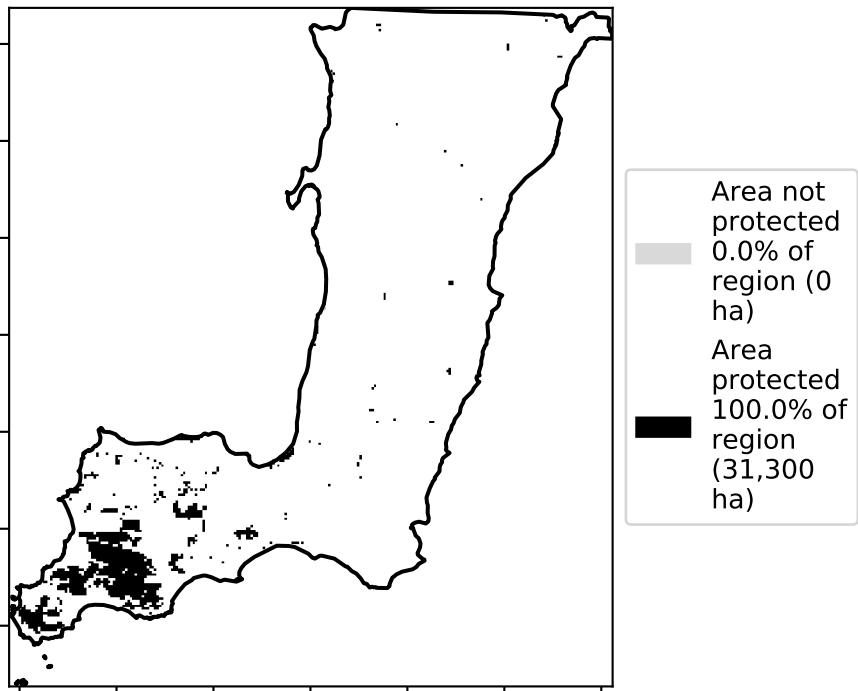 Area not
protected
0.0% of
region (0
ha)
Area
protected
100.0% of
region
(31,300
ha)